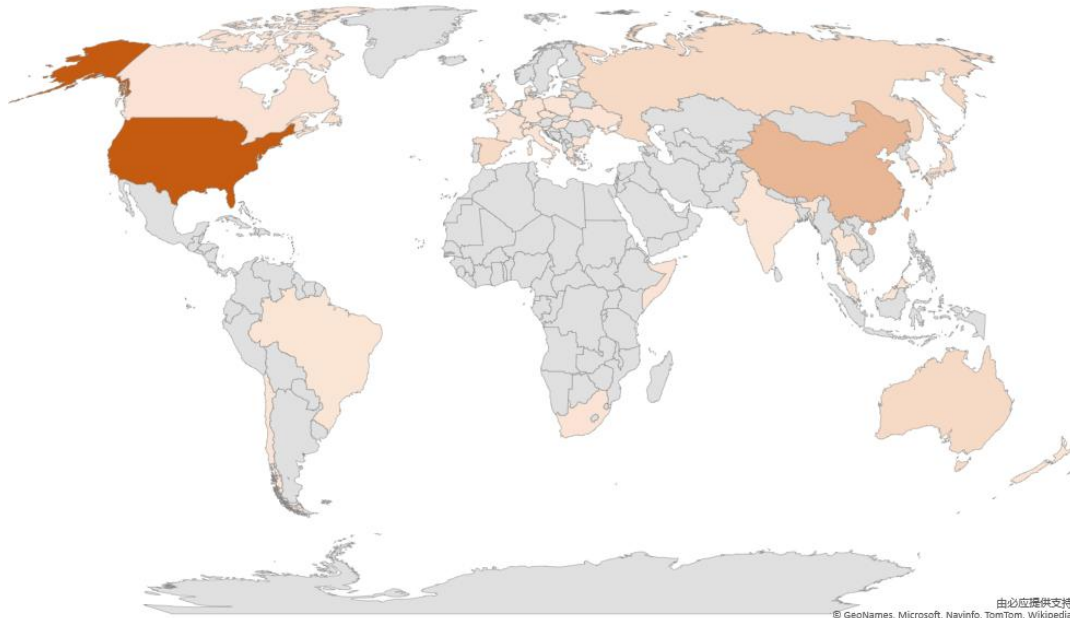 由必应提供支持
© GeoNames, Microsoft, Navinfo, TomTom, Wikipedia